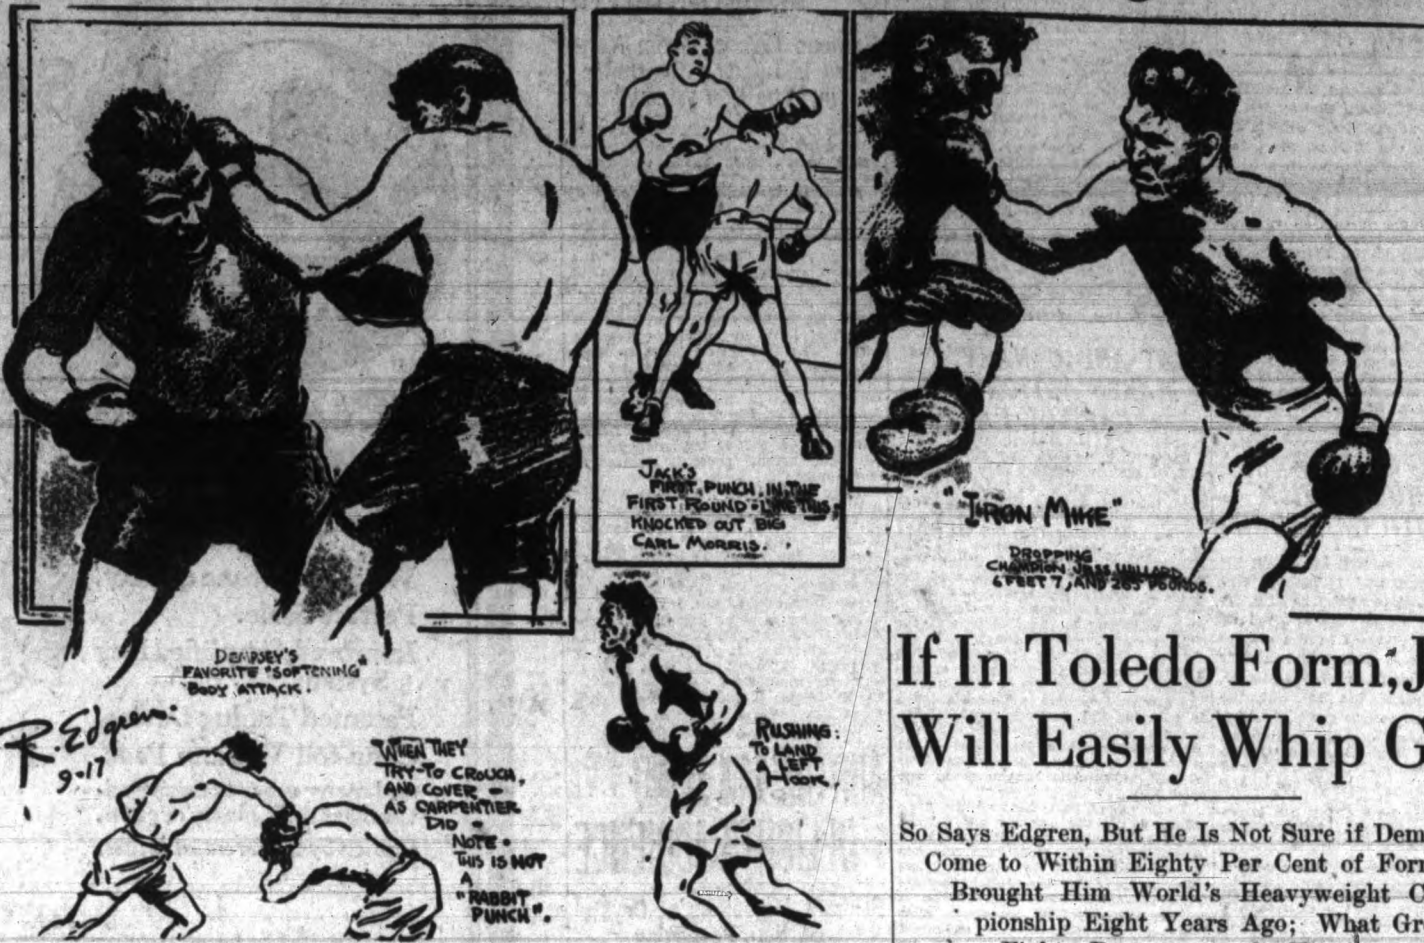 JACK'S
FIRST PUNCH IN THE
FIRST ROUND - LIKE THIS,
KNOCKED OUT BIG
CARL MORRIS.
"IRON MIKE"
DROPPING
CHAMPION JESS WILLARD
6 FEET 7, AND 265 POUNDS.
DEMPSEY'S
FAVORITE "SOFTENING"
BODY ATTACK.
R. Edgren
9-17
WHEN THEY
TRY TO CROUCH,
AND COVER -
AS CARPENTIER
DID -
NOTE -
THIS IS NOT
A
"RABBIT
PUNCH".
RUSHING
TO LAND
A LEFT
HOOK.
If In Toledo Form, J
Will Easily Whip G
So Says Edgren, But He Is Not Sure if Dem
Come to Within Eighty Per Cent of For
Brought Him World's Heavyweight C
pionship Eight Years Ago; What Gr